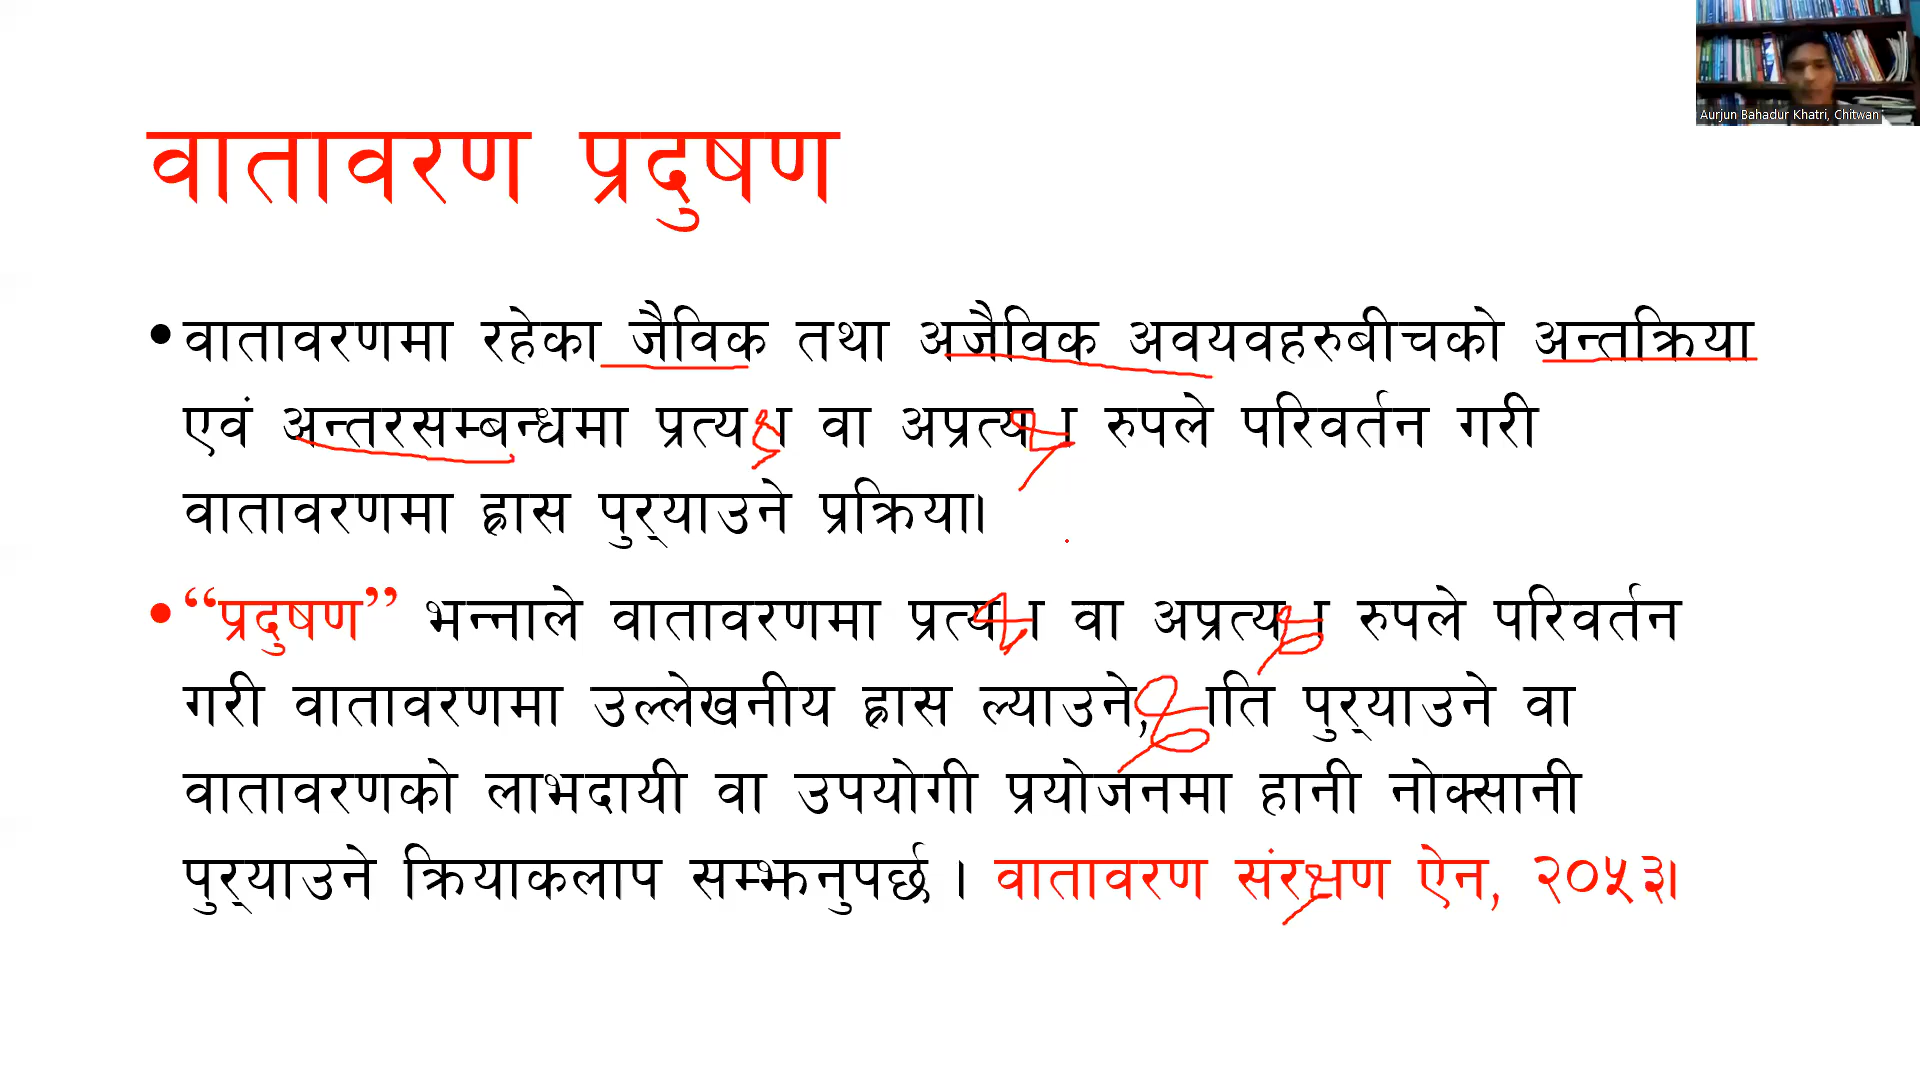 Aurjun Bahadur Khatri, Chitwan
वातावरण प्रदुषण
• वातावरणमा रहेका जैविक तथा अजैविक अवयवहरुबीचको अन्तक्रिया
एवं अन्तरसम्बन्धमा प्रत्यक्ष वा अप्रत्यक्ष रुपले परिवर्तन गरी
वातावरणमा ह्रास पुर्‍याउने प्रक्रिया।
• “प्रदुषण” भन्नाले वातावरणमा प्रत्यक्ष वा अप्रत्यक्ष रुपले परिवर्तन
गरी वातावरणमा उल्लेखनीय ह्रास ल्याउने, क्षति पुर्‍याउने वा
वातावरणको लाभदायी वा उपयोगी प्रयोजनमा हानी नोक्सानी
पुर्‍याउने क्रियाकलाप सम्झनुपर्छ । वातावरण संरक्षण ऐन, २०५३।